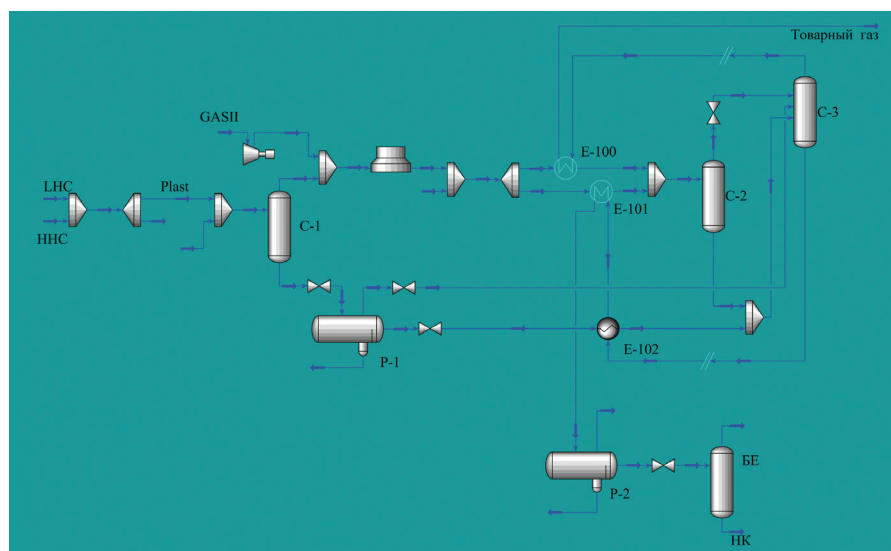 Товарный газ
GASII
E-100
C-3
LHC
Plast
C-2
C-1
E-101
HHC
P-1
E-102
P-2
БЕ
НК